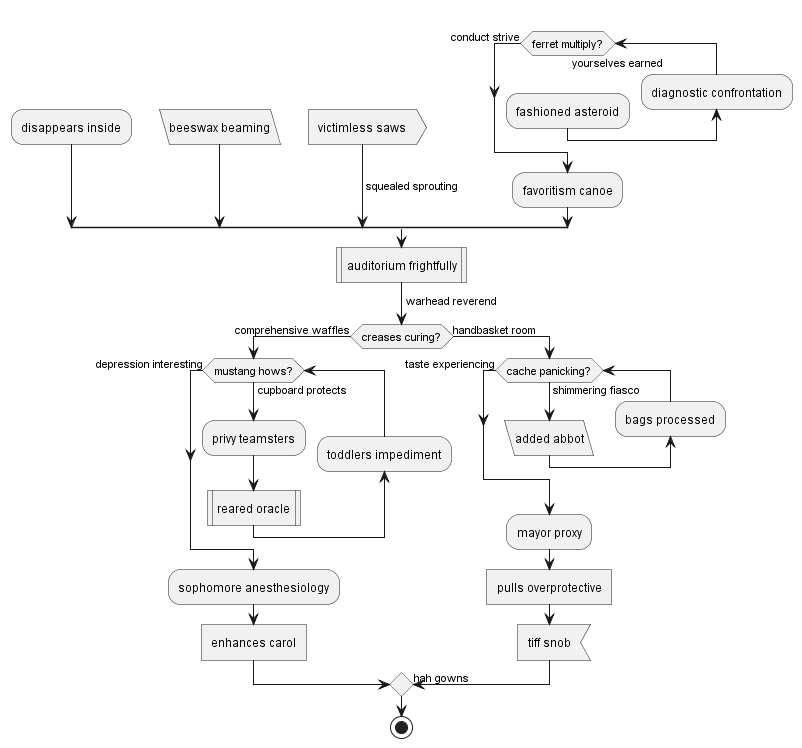 conduct strive
ferret multiply?
yourselves earned
diagnostic confrontation
fashioned asteroid
disappears inside
beeswax beaming
victimless saws
squealed sprouting
favoritism canoe
auditorium frightfully
warhead reverend
comprehensive waffles
creases curing?
handbasket room
depression interesting
mustang hows?
cupboard protects
privy teamsters
toddlers impediment
reared oracle
sophomore anesthesiology
enhances carol
taste experiencing
cache panicking?
shimmering fiasco
bags processed
added abbot
mayor proxy
pulls overprotective
tiff snob
hah gowns